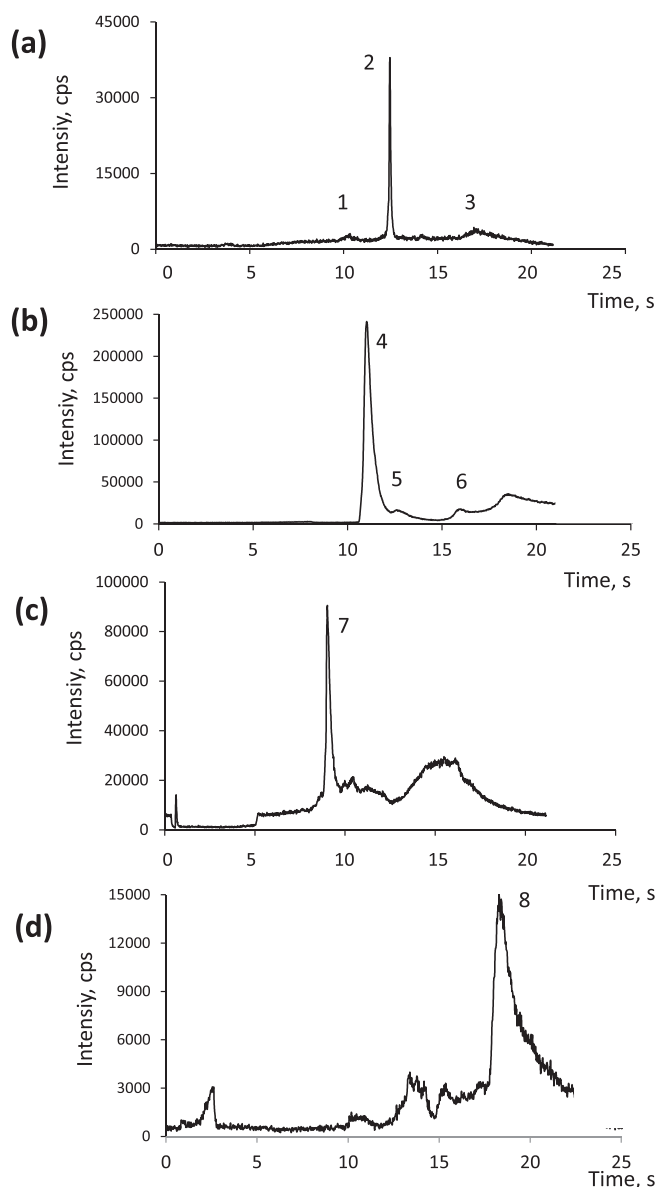 (a)
Intensiy, cps
45000
30000
15000
0
1
2
3
0 5 10 15 20 25
Time, s
(b)
Intensiy, cps
250000
200000
150000
100000
50000
0
4
5
6
0 5 10 15 20 25
Time, s
(c)
Intensiy, cps
100000
80000
60000
40000
20000
0
7
0 5 10 15 20 25
Time, s
(d)
Intensiy, cps
15000
12000
9000
6000
3000
0
8
0 5 10 15 20 25
Time, s